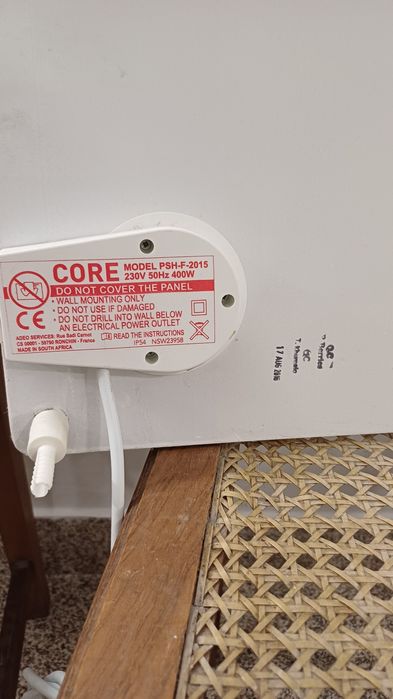 CORE MODEL PSH-F-2015
230V 50Hz 400W
DO NOT COVER THE PANEL
• WALL MOUNTING ONLY
• DO NOT USE IF DAMAGED
• DO NOT DRILL INTO WALL BELOW
AN ELECTRICAL POWER OUTLET
CE
READ THE INSTRUCTIONS
ADEO SERVICES: Rue Sadi Carnot
CS 00001 - 59790 RONCHIN - France
MADE IN SOUTH AFRICA
IP54 NSW23958
QC
T. Khumalo
17 AUG 2016